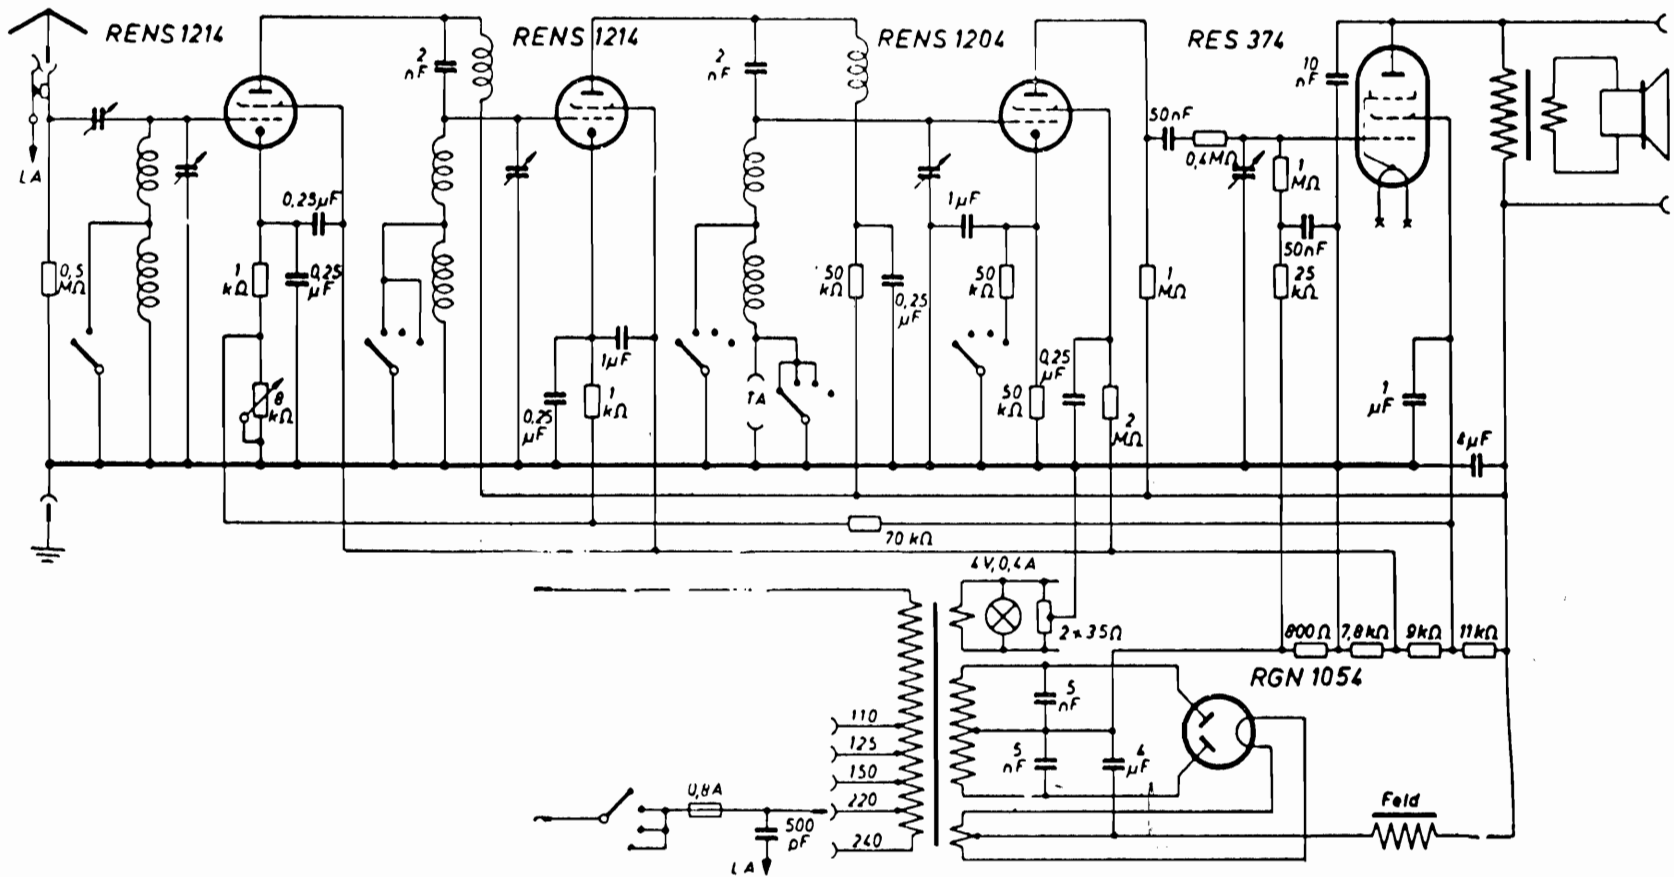 RENS 1214
RENS 1214
RENS 1204
RES 374
2
nF
2
nF
10
nF
50nF
0,4MΩ
1
MΩ
LA
0,25µF
1µF
50nF
0,5
MΩ
1
kΩ
0,25
µF
50
kΩ
0,25
µF
50
kΩ
1
MΩ
25
kΩ
8
kΩ
1µF
0,25
µF
1
kΩ
TA
0,25
µF
50
kΩ
2
MΩ
1
µF
4µF
70 kΩ
4V, 0,4A
2 × 35Ω
800Ω
7,8kΩ
9kΩ
11kΩ
RGN 1054
5
nF
5
nF
4
µF
110
125
150
220
240
0,8A
500
pF
LA
Feld